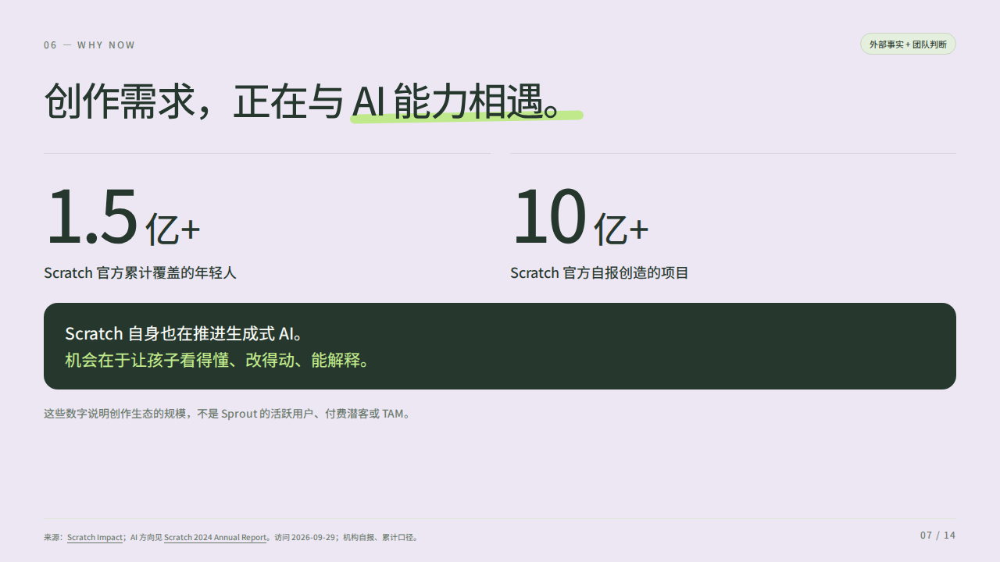 06 — WHY NOW
外部事实 + 团队判断
创作需求，正在与 AI 能力相遇。
1.5 亿+
Scratch 官方累计覆盖的年轻人
10 亿+
Scratch 官方自报创造的项目
Scratch 自身也在推进生成式 AI。
机会在于让孩子看得懂、改得动、能解释。
这些数字说明创作生态的规模，不是 Sprout 的活跃用户、付费潜客或 TAM。
来源：Scratch Impact；AI 方向见 Scratch 2024 Annual Report。访问 2026-09-29；机构自报、累计口径。
07 / 14